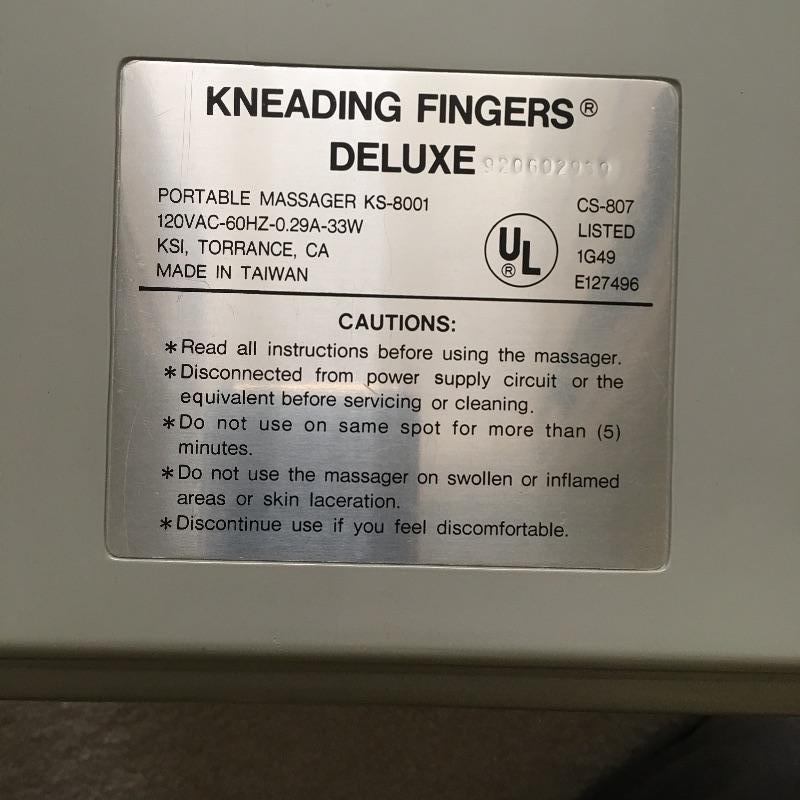 KNEADING FINGERS®
DELUXE
PORTABLE MASSAGER KS-8001
120VAC-60HZ-0.29A-33W
KSI, TORRANCE, CA
MADE IN TAIWAN
UL®
CS-807
LISTED
1G49
E127496
CAUTIONS:
*Read all instructions before using the massager.
*Disconnected from power supply circuit or the
equivalent before servicing or cleaning.
*Do not use on same spot for more than (5)
minutes.
*Do not use the massager on swollen or inflamed
areas or skin laceration.
*Discontinue use if you feel discomfortable.